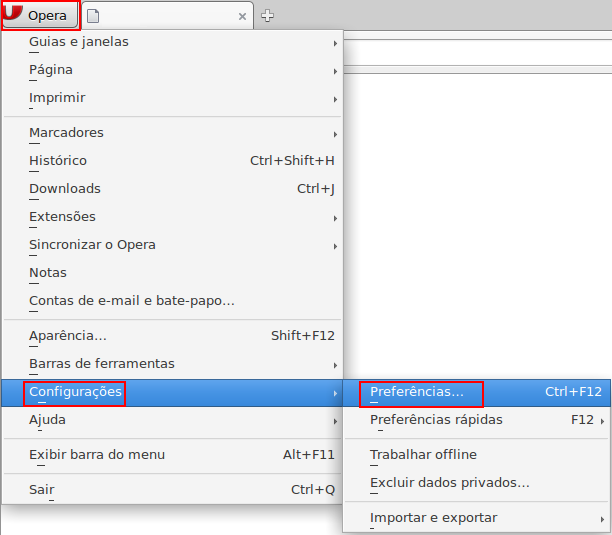 Opera
Guias e janelas
Página
Imprimir
Marcadores
Histórico Ctrl+Shift+H
Downloads Ctrl+J
Extensões
Sincronizar o Opera
Notas
Contas de e-mail e bate-papo...
Aparência... Shift+F12
Barras de ferramentas
Configurações
Ajuda
Exibir barra do menu Alt+F11
Sair Ctrl+Q
Preferências... Ctrl+F12
Preferências rápidas F12
Trabalhar offline
Excluir dados privados...
Importar e exportar